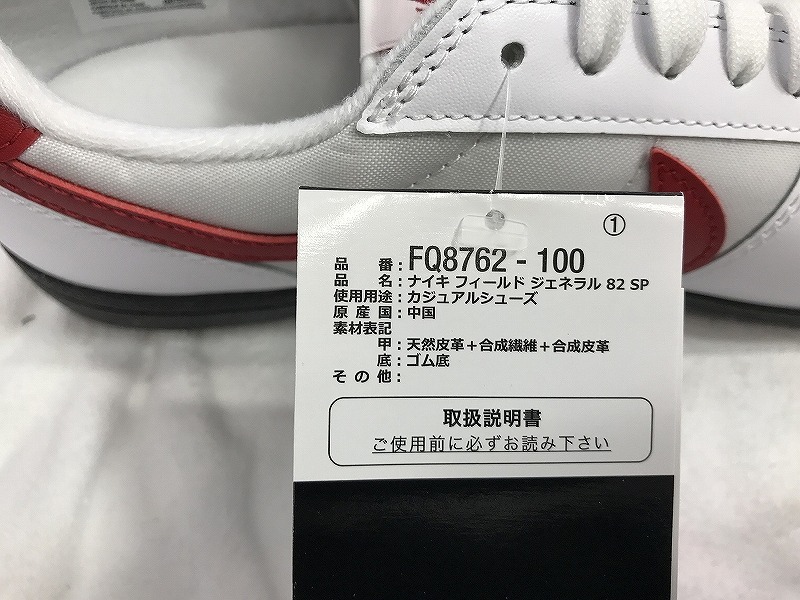 ①
品番：FQ8762 - 100
品名：ナイキ フィールド ジェネラル 82 SP
使用用途：カジュアルシューズ
原産国：中国
素材表記
甲：天然皮革＋合成繊維＋合成皮革
底：ゴム底
その他：
取扱説明書
ご使用前に必ずお読み下さい